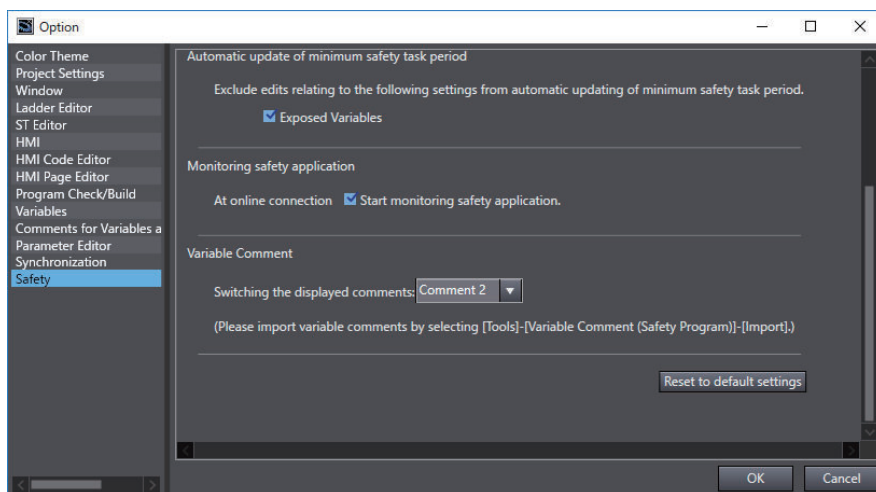 Option
Color Theme
Project Settings
Window
Ladder Editor
ST Editor
HMI
HMI Code Editor
HMI Page Editor
Program Check/Build
Variables
Comments for Variables a
Parameter Editor
Synchronization
Safety
Automatic update of minimum safety task period
Exclude edits relating to the following settings from automatic updating of minimum safety task period.
Exposed Variables
Monitoring safety application
At online connection Start monitoring safety application.
Variable Comment
Switching the displayed comments: Comment 2
(Please import variable comments by selecting [Tools]-[Variable Comment (Safety Program)]-[Import].)
Reset to default settings
OK Cancel